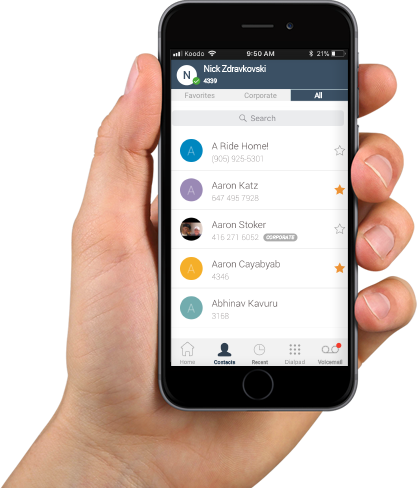 Koodo 9:50 AM 21%
N Nick Zdravkovski
4339
Favorites Corporate All
Search
A A Ride Home!
(905) 925-5301
A Aaron Katz
647 495 7928
Aaron Stoker
416 271 6052 CORPORATE
A Aaron Cayabyab
4346
A Abhinav Kavuru
3168
Home Contacts Recent Dialpad Voicemail